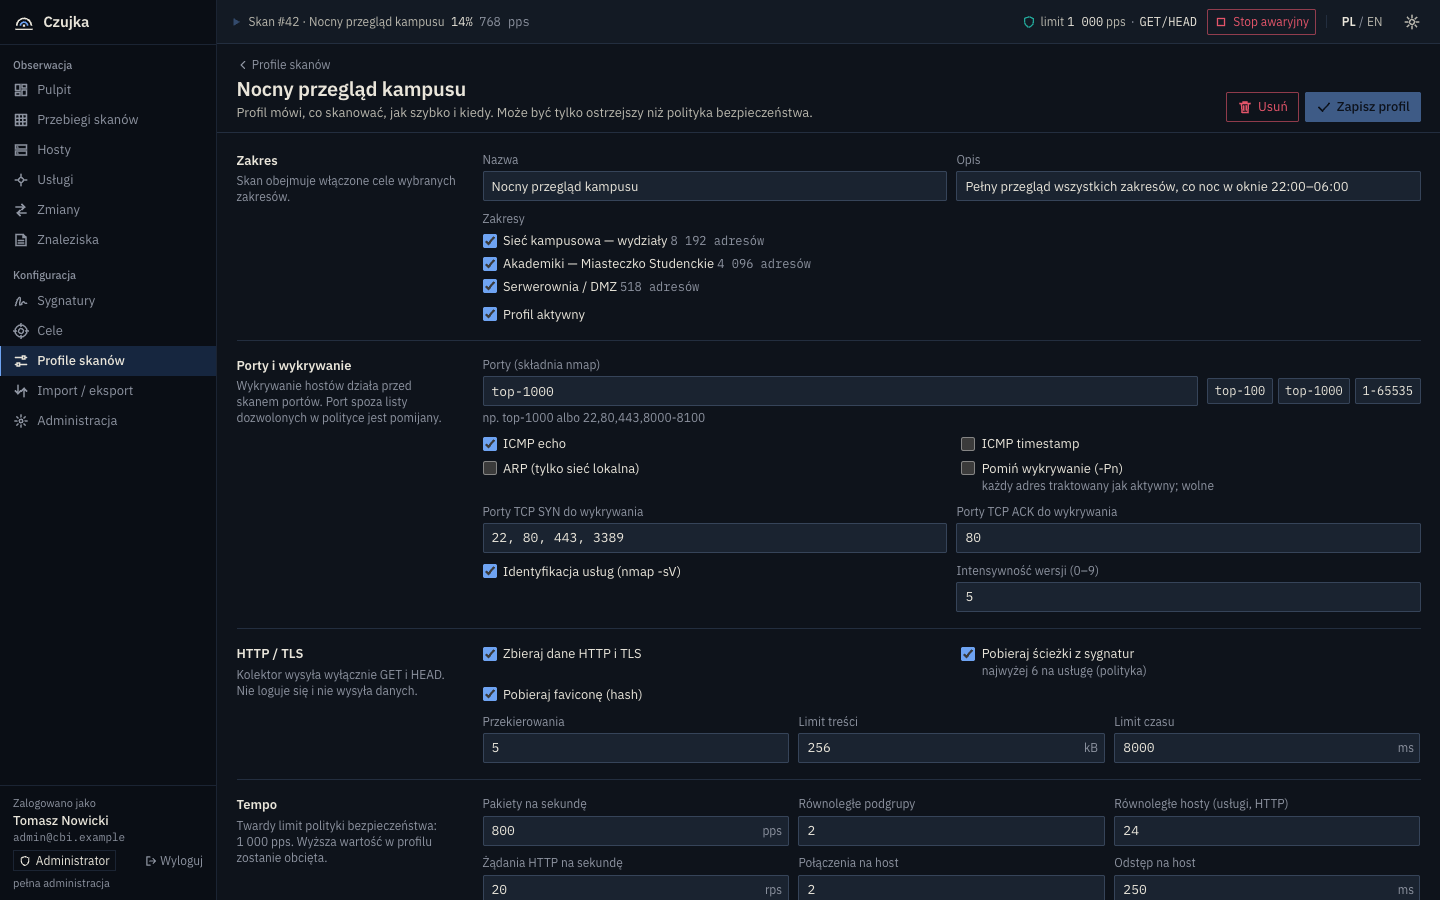 Czujka
Skan #42 · Nocny przegląd kampusu 14% 768 pps
limit 1 000 pps · GET/HEAD
Stop awaryjny
PL / EN
Obserwacja
Pulpit
Przebiegi skanów
Hosty
Usługi
Zmiany
Znaleziska
Konfiguracja
Sygnatury
Cele
Profile skanów
Import / eksport
Administracja
Zalogowano jako
Tomasz Nowicki
admin@cbi.example
Administrator
Wyloguj
pełna administracja
Profile skanów
Nocny przegląd kampusu
Profil mówi, co skanować, jak szybko i kiedy. Może być tylko ostrzejszy niż polityka bezpieczeństwa.
Usuń
Zapisz profil
Zakres
Skan obejmuje włączone cele wybranych
zakresów.
Nazwa
Nocny przegląd kampusu
Opis
Pełny przegląd wszystkich zakresów, co noc w oknie 22:00–06:00
Zakresy
Sieć kampusowa — wydziały 8 192 adresów
Akademiki — Miasteczko Studenckie 4 096 adresów
Serwerownia / DMZ 518 adresów
Profil aktywny
Porty i wykrywanie
Wykrywanie hostów działa przed
skanem portów. Port spoza listy
dozwolonych w polityce jest pomijany.
Porty (składnia nmap)
top-1000
top-100
top-1000
1-65535
np. top-1000 albo 22,80,443,8000-8100
ICMP echo
ICMP timestamp
ARP (tylko sieć lokalna)
Pomiń wykrywanie (-Pn)
każdy adres traktowany jak aktywny; wolne
Porty TCP SYN do wykrywania
22, 80, 443, 3389
Porty TCP ACK do wykrywania
80
Identyfikacja usług (nmap -sV)
Intensywność wersji (0–9)
5
HTTP / TLS
Kolektor wysyła wyłącznie GET i HEAD.
Nie loguje się i nie wysyła danych.
Zbieraj dane HTTP i TLS
Pobieraj ścieżki z sygnatur
najwyżej 6 na usługę (polityka)
Pobieraj faviconę (hash)
Przekierowania
5
Limit treści
256 kB
Limit czasu
8000 ms
Tempo
Twardy limit polityki bezpieczeństwa:
1 000 pps. Wyższa wartość w profilu
zostanie obcięta.
Pakiety na sekundę
800 pps
Równoległe podgrupy
2
Równoległe hosty (usługi, HTTP)
24
Żądania HTTP na sekundę
20 rps
Połączenia na host
2
Odstęp na host
250 ms